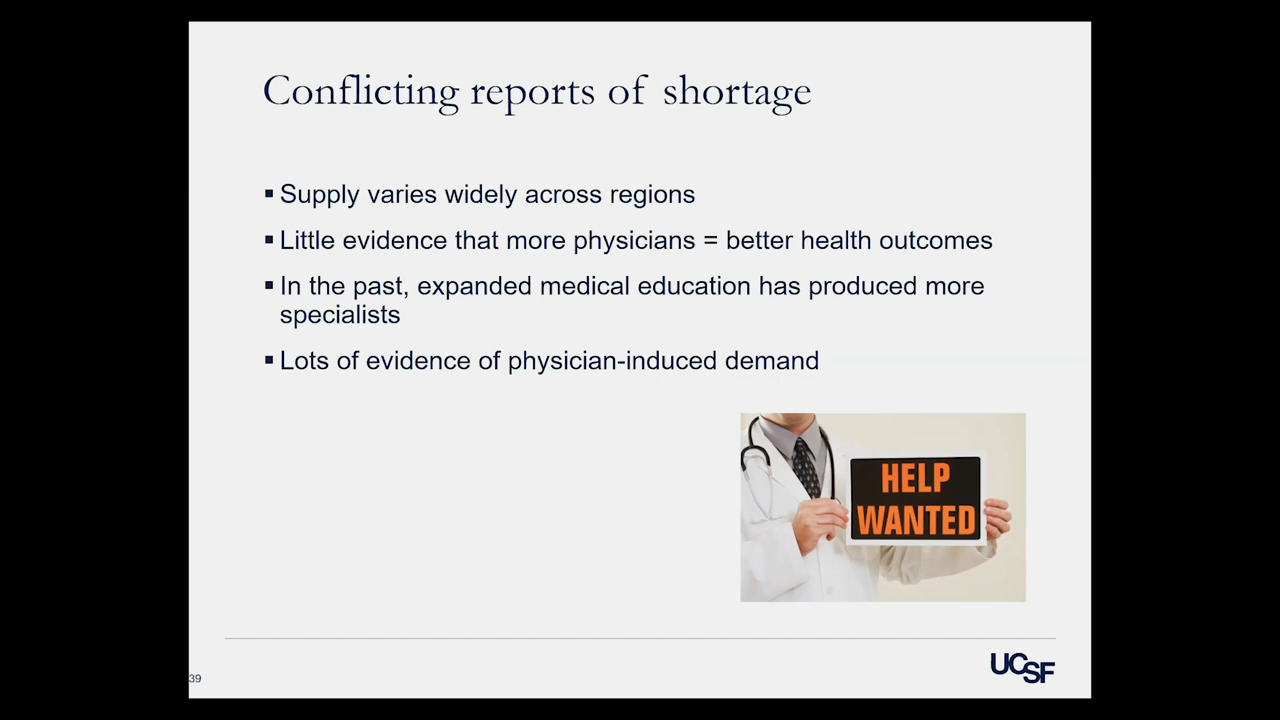 Conflicting reports of shortage
▪ Supply varies widely across regions
▪ Little evidence that more physicians = better health outcomes
▪ In the past, expanded medical education has produced more
specialists
▪ Lots of evidence of physician-induced demand
HELP
WANTED
39
UCSF